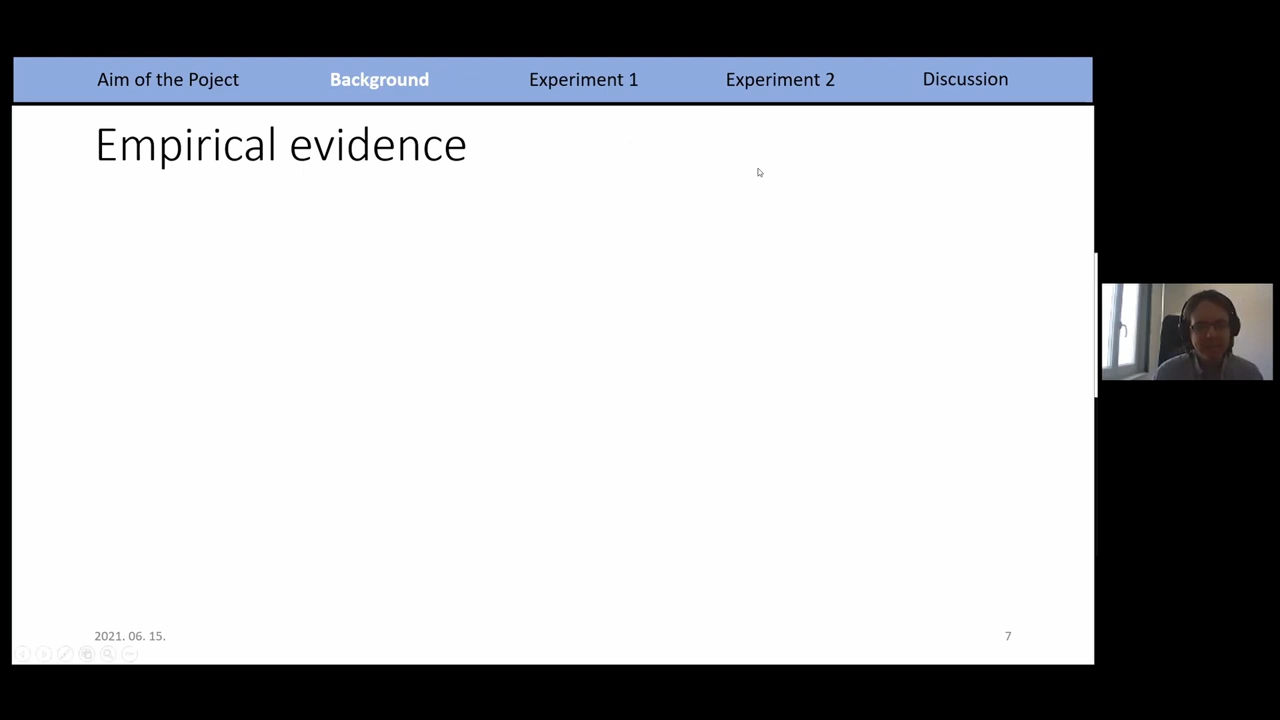 Aim of the Poject Background Experiment 1 Experiment 2 Discussion
Empirical evidence
2021. 06. 15. 7